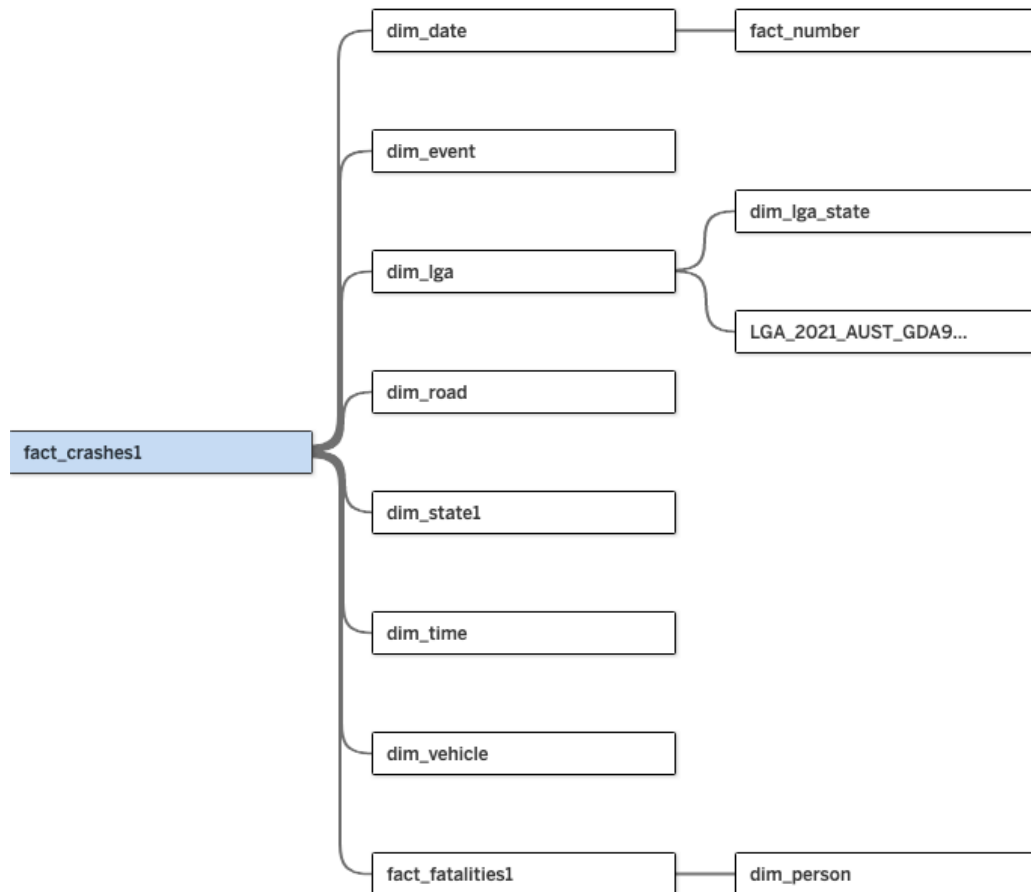 dim_date
fact_number
dim_event
dim_lga_state
dim_lga
LGA_2021_AUST_GDA9...
dim_road
fact_crashes1
dim_state1
dim_time
dim_vehicle
fact_fatalities1
dim_person